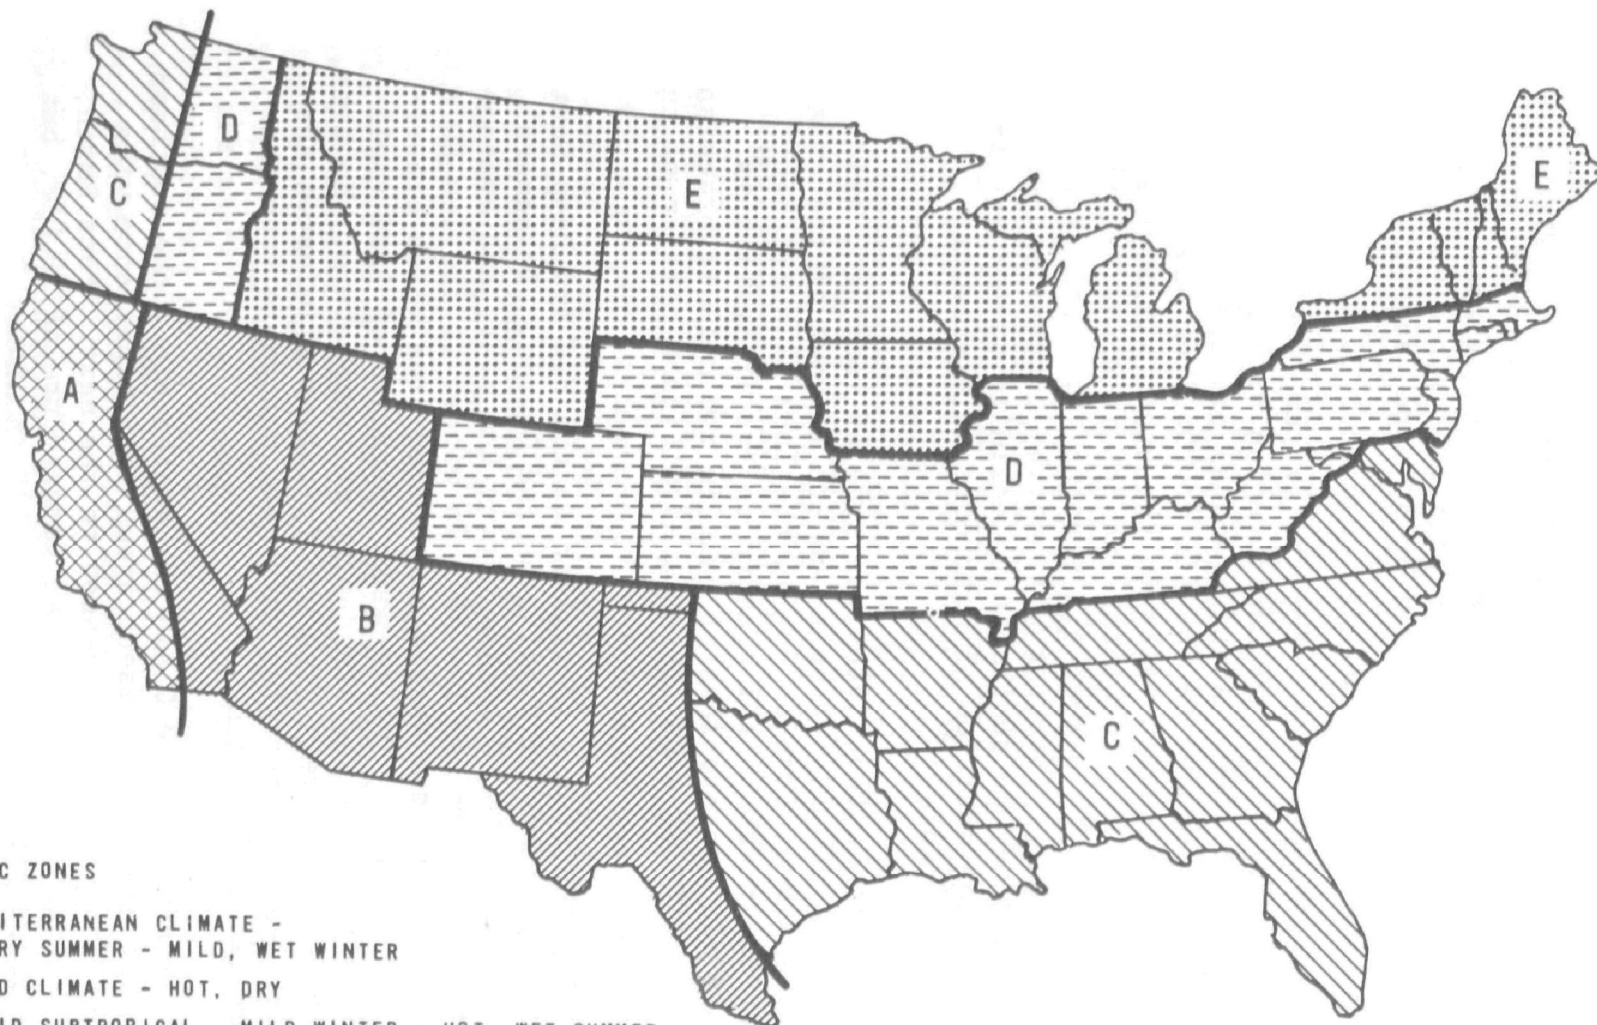 D
C
E
E
A
D
B
C
C ZONES
ITERRANEAN CLIMATE -
RY SUMMER - MILD, WET WINTER
D CLIMATE - HOT, DRY